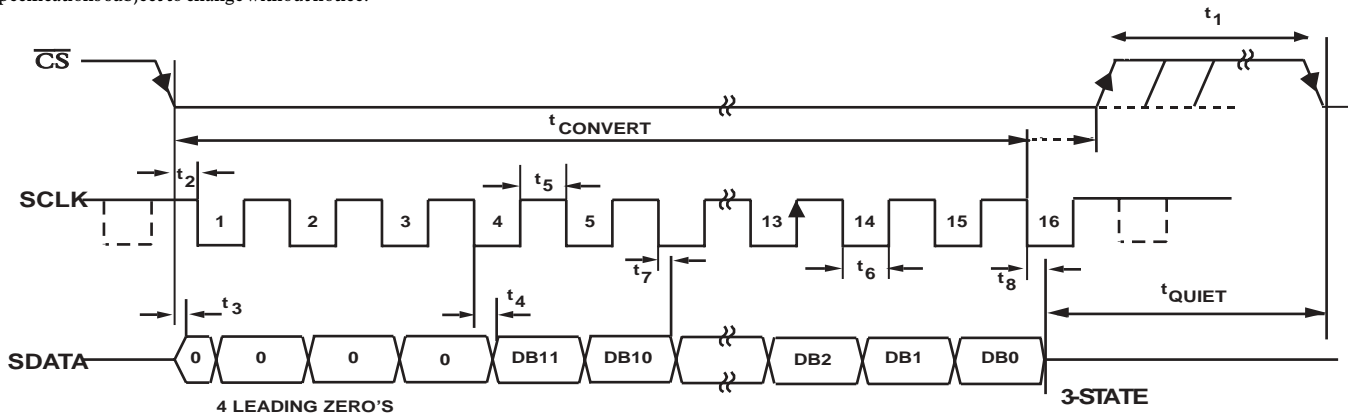 t1
CS
tCONVERT
t2
t5
SCLK
1 2 3 4 5 13 14 15 16
t7
t6
t8
t3
t4
tQUIET
SDATA
0 0 0 0 DB11 DB10 DB2 DB1 DB0
4 LEADING ZERO'S
3-STATE